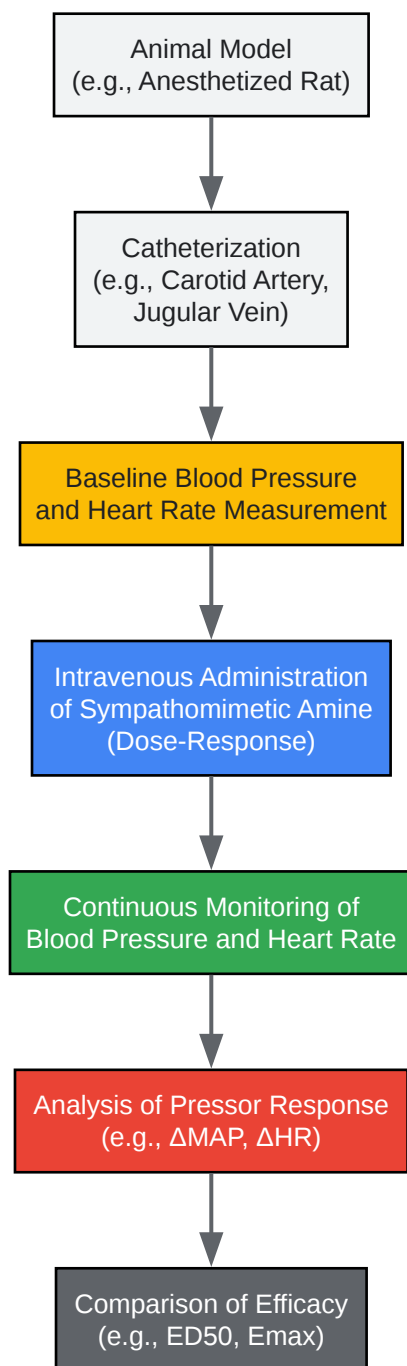 Animal Model
(e.g., Anesthetized Rat)
Catheterization
(e.g., Carotid Artery,
Jugular Vein)
Baseline Blood Pressure
and Heart Rate Measurement
Intravenous Administration
of Sympathomimetic Amine
(Dose-Response)
Continuous Monitoring of
Blood Pressure and Heart Rate
Analysis of Pressor Response
(e.g., ΔMAP, ΔHR)
Comparison of Efficacy
(e.g., ED50, Emax)